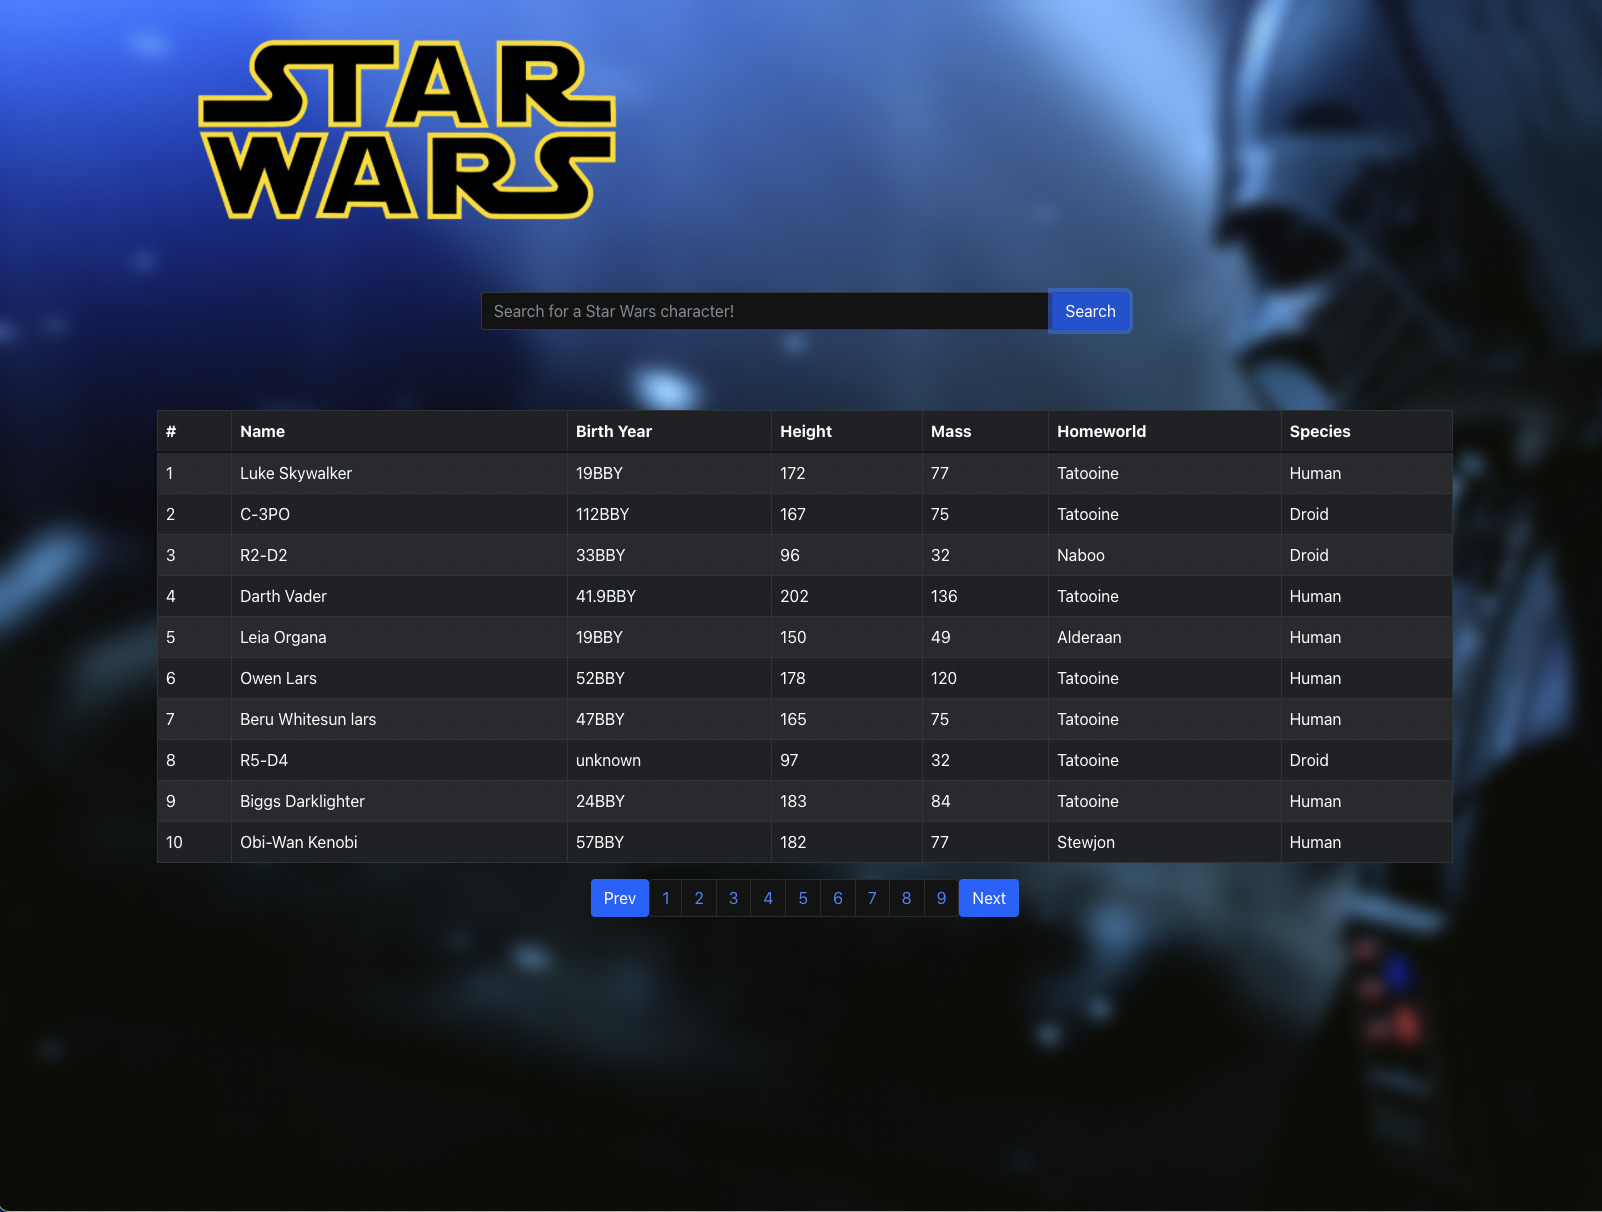 STAR
WARS
Search for a Star Wars character! Search
# Name Birth Year Height Mass Homeworld Species
1 Luke Skywalker 19BBY 172 77 Tatooine Human
2 C-3PO 112BBY 167 75 Tatooine Droid
3 R2-D2 33BBY 96 32 Naboo Droid
4 Darth Vader 41.9BBY 202 136 Tatooine Human
5 Leia Organa 19BBY 150 49 Alderaan Human
6 Owen Lars 52BBY 178 120 Tatooine Human
7 Beru Whitesun lars 47BBY 165 75 Tatooine Human
8 R5-D4 unknown 97 32 Tatooine Droid
9 Biggs Darklighter 24BBY 183 84 Tatooine Human
10 Obi-Wan Kenobi 57BBY 182 77 Stewjon Human
Prev 1 2 3 4 5 6 7 8 9 Next